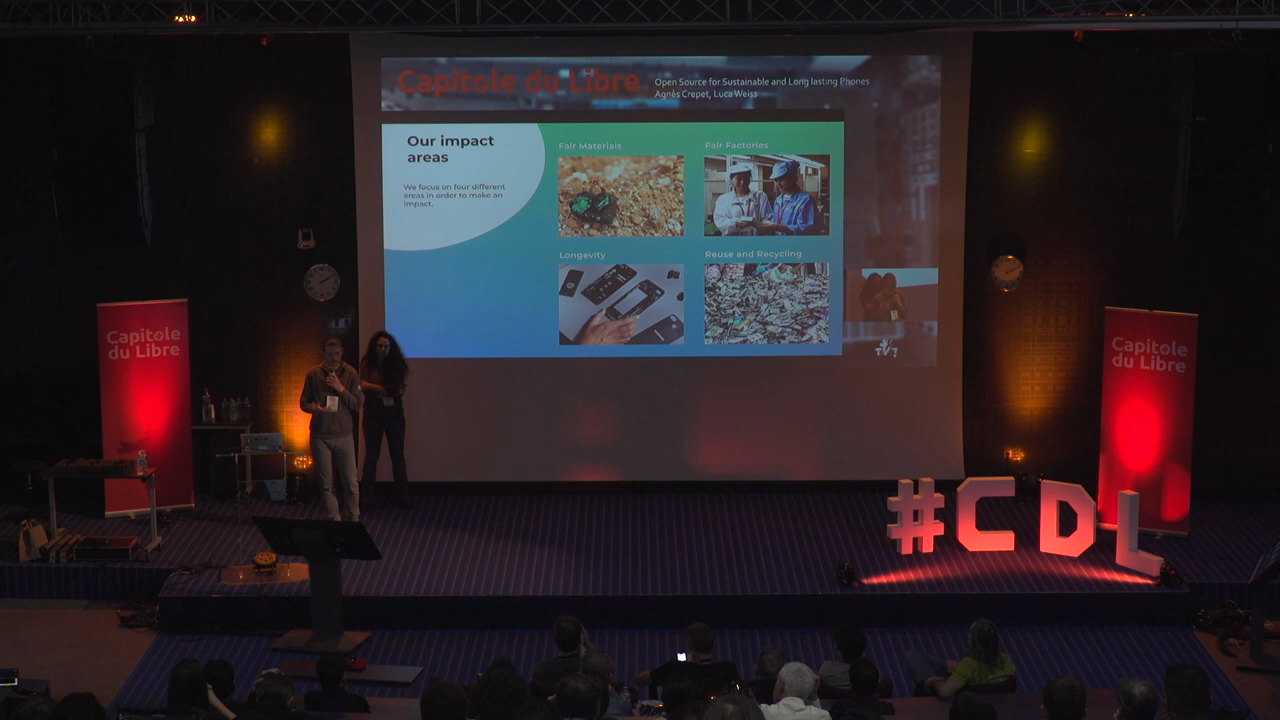 Capitole du Libre
Open Source for Sustainable and Long lasting Phones
Agnès Crepet, Luca Weiss
Our impact
areas
We focus on four different
areas in order to make an
impact.
Fair Materials
Fair Factories
Longevity
Reuse and Recycling
Capitole
du Libre
Capitole
du Libre
#CDL